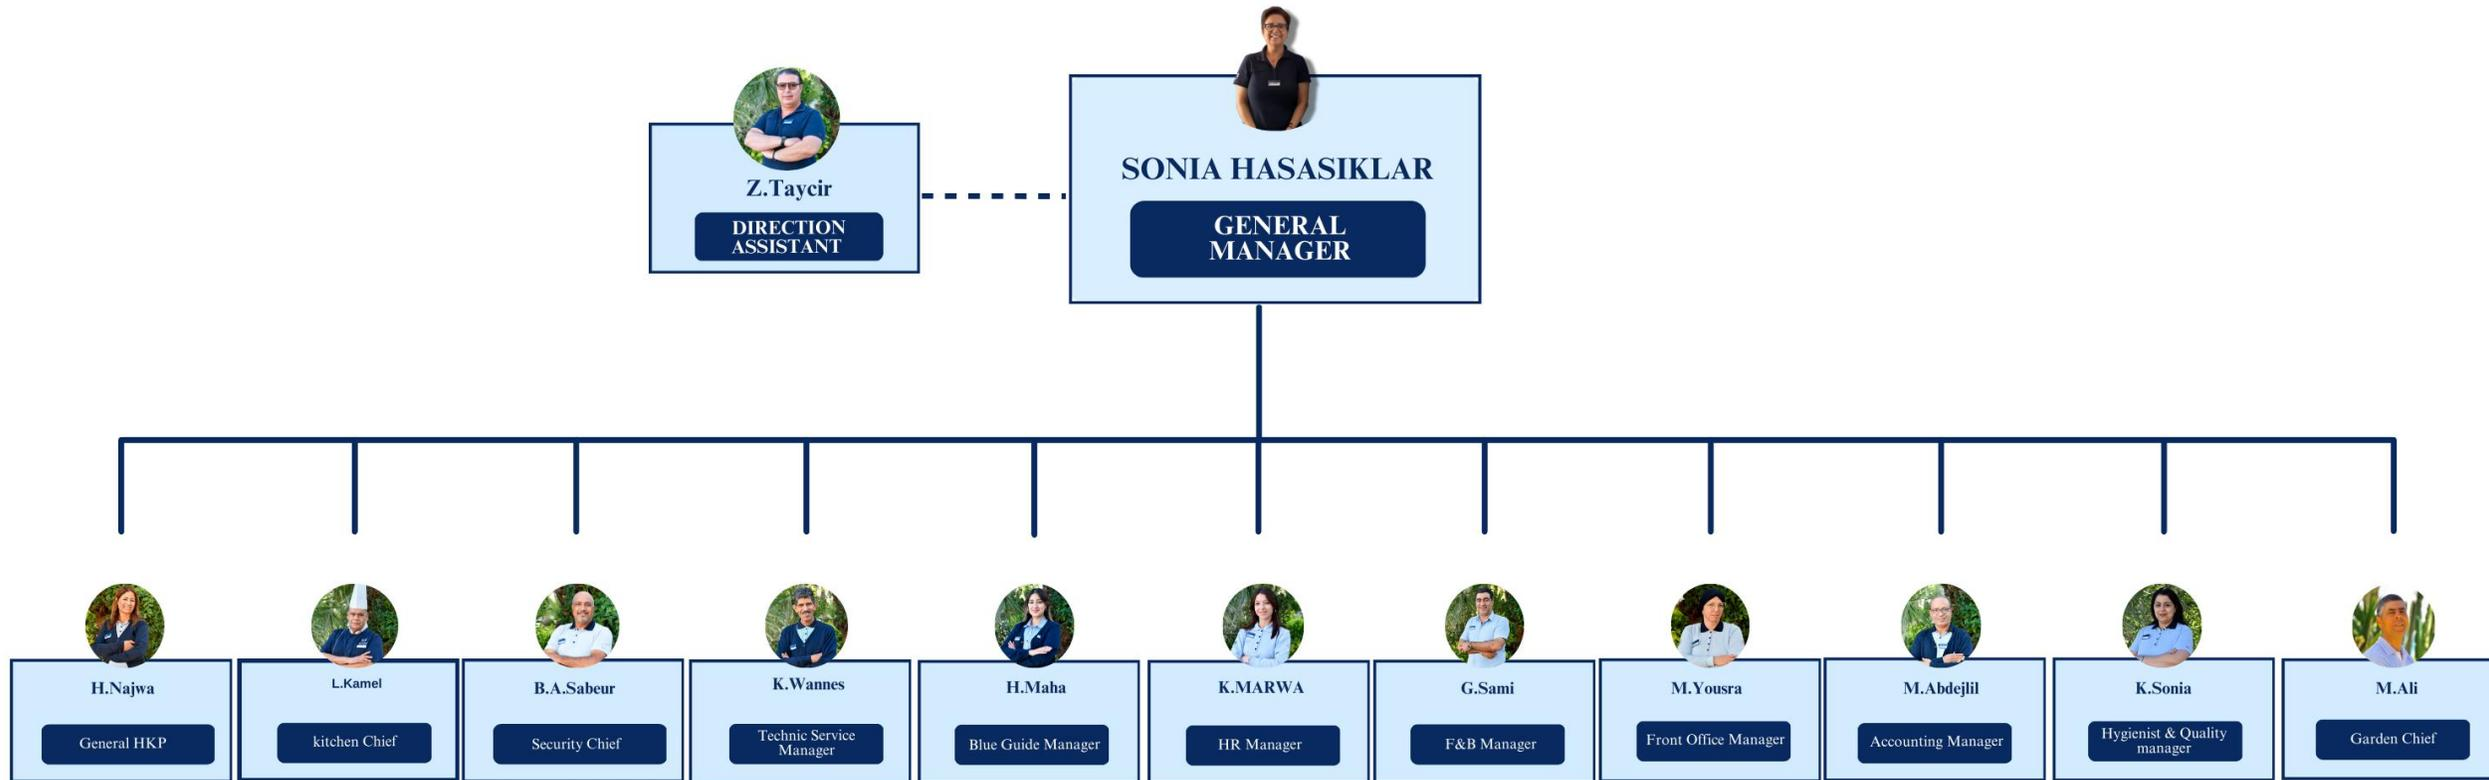 Z.Taycir
DIRECTION
ASSISTANT
SONIA HASASIKLAR
GENERAL
MANAGER
H.Najwa
General HKP
L.Kamel
kitchen Chief
B.A.Sabeur
Security Chief
K.Wannes
Technic Service
Manager
H.Maha
Blue Guide Manager
K.MARWA
HR Manager
G.Sami
F&B Manager
M.Yousra
Front Office Manager
M.Abdejlil
Accounting Manager
K.Sonia
Hygienist & Quality
manager
M.Ali
Garden Chief